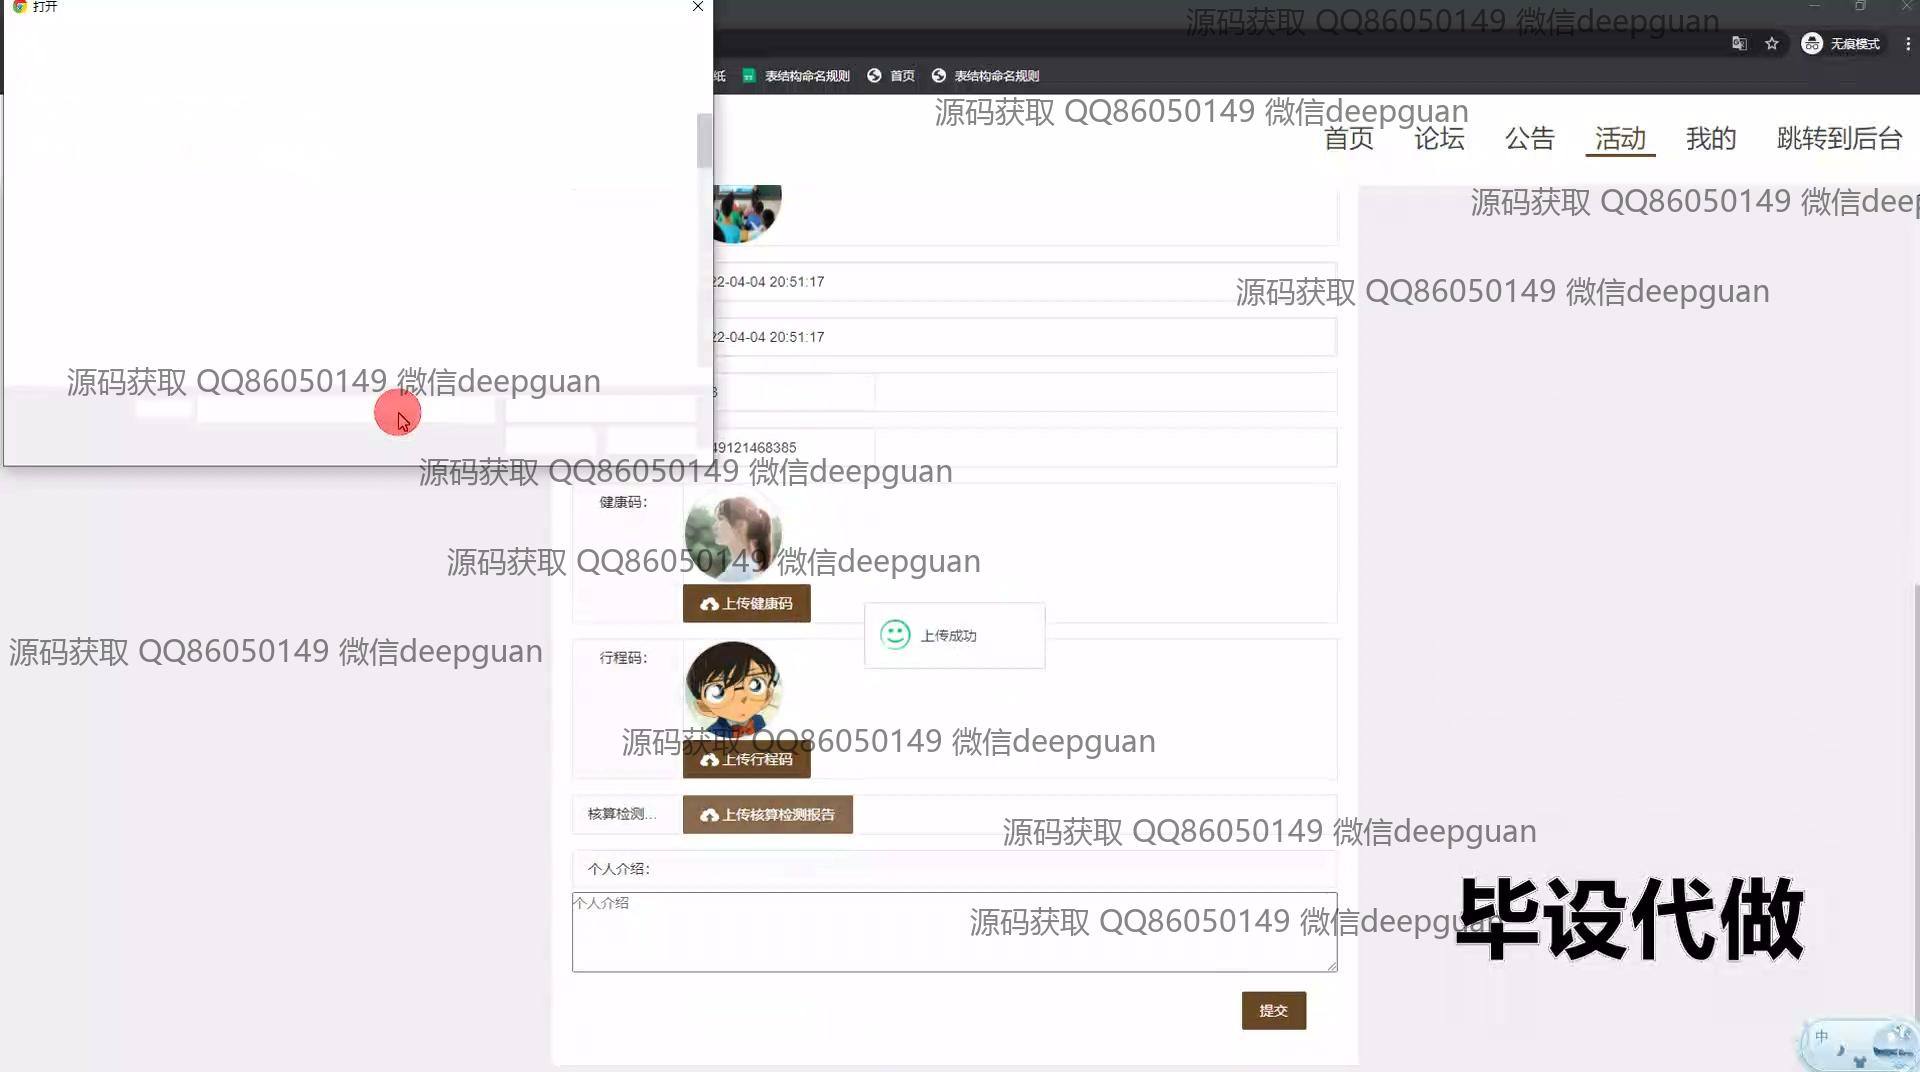 打开
源码获取 QQ86050149 微信deepguan
无痕模式
纸 表结构命名规则 首页 表结构命名规则
源码获取 QQ86050149 微信deepguan
首页 论坛 公告 活动 我的 跳转到后台
源码获取 QQ86050149 微信deep
22-04-04 20:51:17
源码获取 QQ86050149 微信deepguan
22-04-04 20:51:17
源码获取 QQ86050149 微信deepguan
49121468385
源码获取 QQ86050149 微信deepguan
健康码：
源码获取 QQ86050149 微信deepguan
上传健康码
上传成功
源码获取 QQ86050149 微信deepguan
行程码：
源码获取 QQ86050149 微信deepguan
上传行程码
核算检测... 上传核算检测报告
源码获取 QQ86050149 微信deepguan
个人介绍：
个人介绍
源码获取 QQ86050149 微信deepguan
毕设代做
提交
中